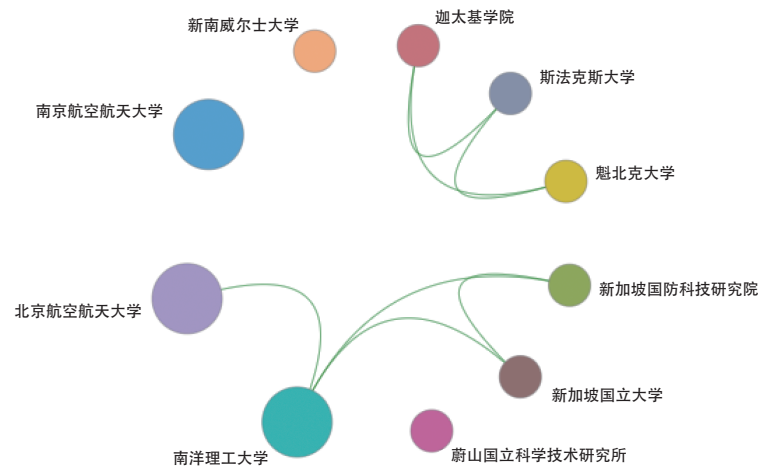 迦太基学院
新南威尔士大学
斯法克斯大学
南京航空航天大学
魁北克大学
新加坡国防科技研究院
北京航空航天大学
新加坡国立大学
南洋理工大学
蔚山国立科学技术研究所